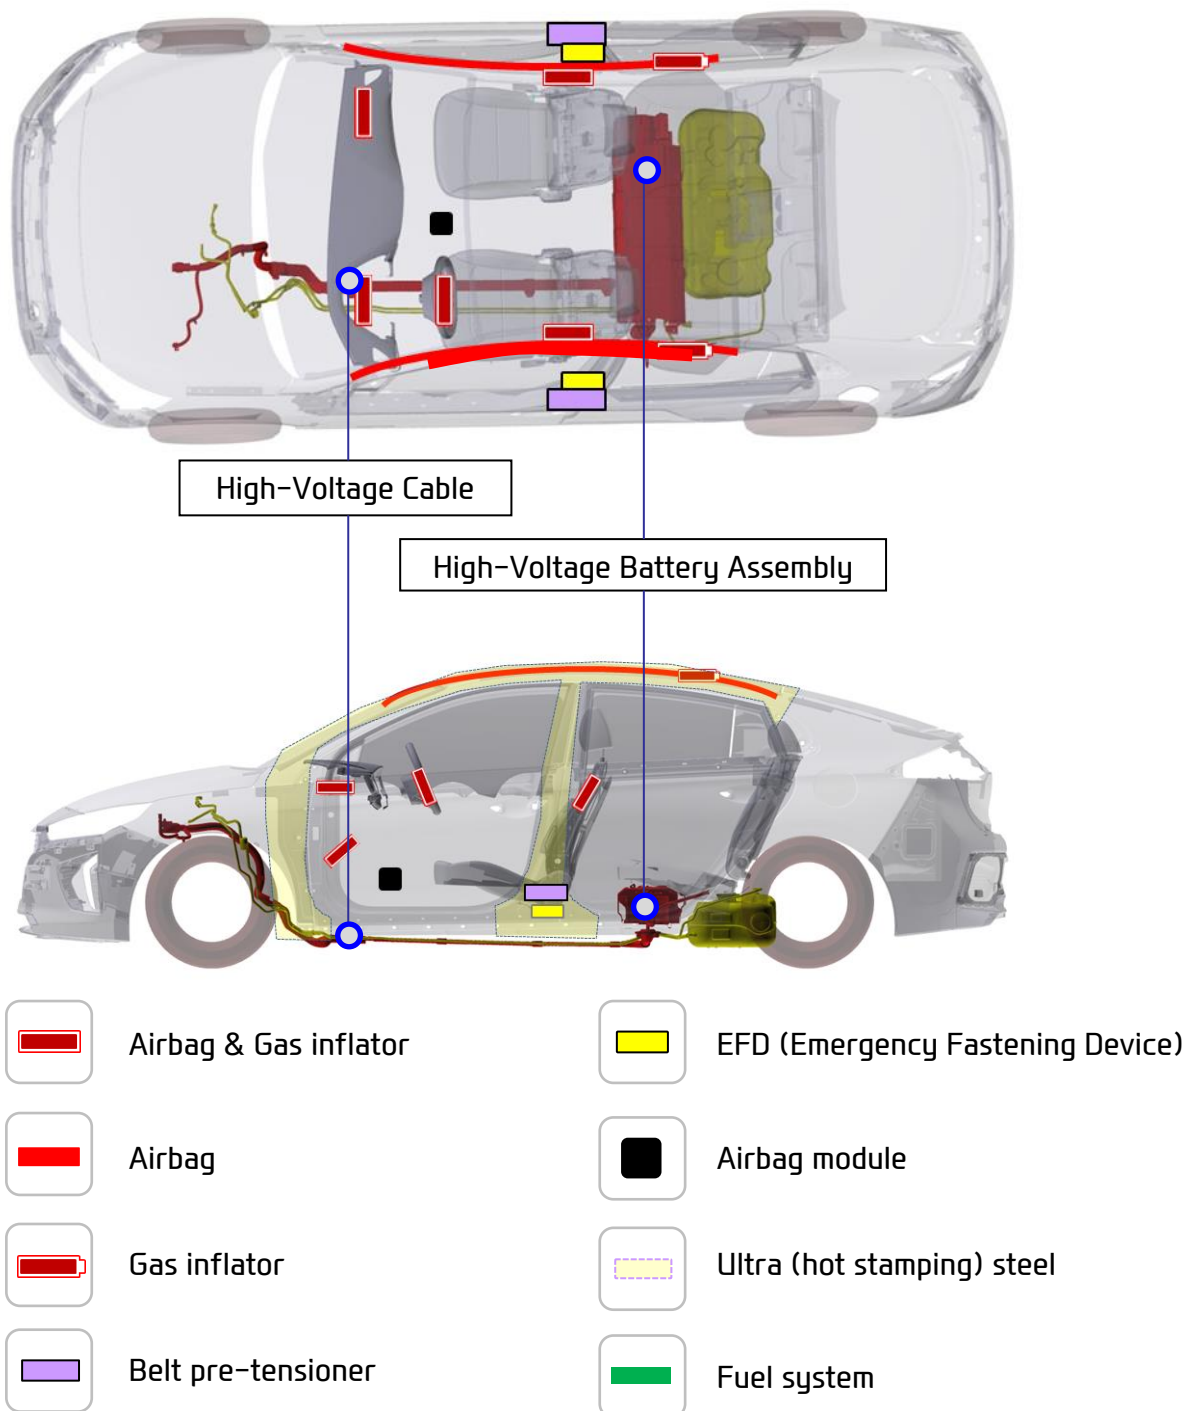 High-Voltage Cable
High-Voltage Battery Assembly
Airbag & Gas inflator
EFD (Emergency Fastening Device)
Airbag
Airbag module
Gas inflator
Ultra (hot stamping) steel
Belt pre-tensioner
Fuel system